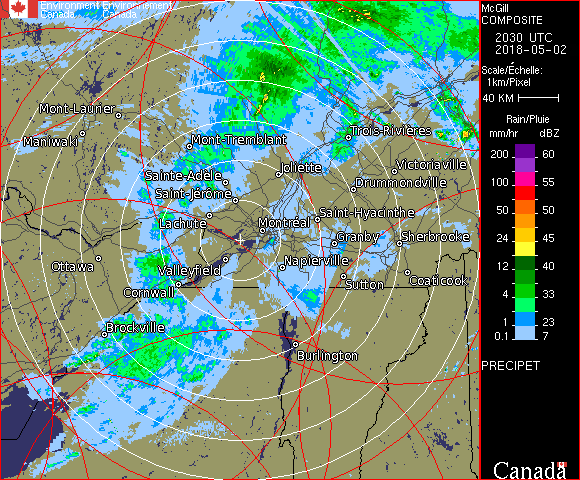 Environment Environnement
Canada Canada
McGill
COMPOSITE
2030 UTC
2018-05-02
Scale/Échelle:
1km/Pixel
40 KM
Rain/Pluie
mm/hr dBZ
200 60
100 55
50 50
24 45
12 40
4 33
1 23
0.1 7
PRECIPET
Canada
Mont-Laurier
Maniwaki
Mont-Tremblant
Trois-Rivières
Sainte-Adèle
Joliette
Victoriaville
Saint-Jérôme
Drummondville
Lachute
Montréal
Saint-Hyacinthe
Granby
Sherbrooke
Ottawa
Valleyfield
Napierville
Cornwall
Sutton
Coaticook
Brockville
Burlington